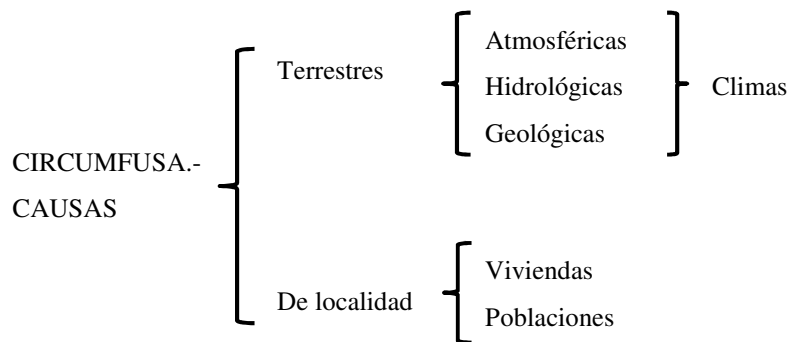 CIRCUMFUSA.-
CAUSAS
Terrestres
Atmosféricas
Hidrológicas
Geológicas
Climas
De localidad
Viviendas
Poblaciones